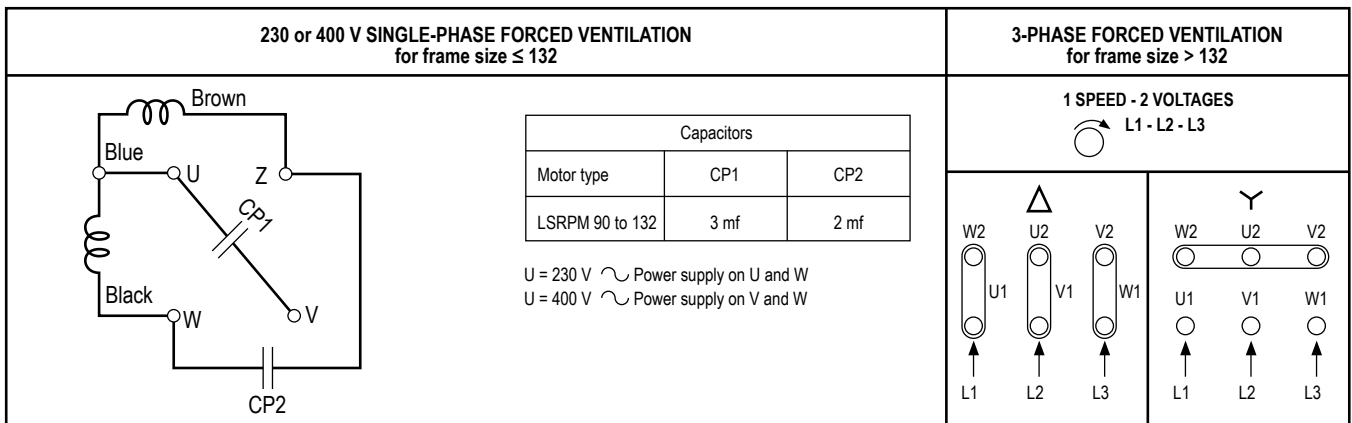 230 or 400 V SINGLE-PHASE FORCED VENTILATION
for frame size ≤ 132
3-PHASE FORCED VENTILATION
for frame size > 132
Brown
Blue
U
Z
CP1
Black
W
V
CP2
Capacitors
Motor type CP1 CP2
LSRPM 90 to 132 3 mf 2 mf
U = 230 V Power supply on U and W
U = 400 V Power supply on V and W
1 SPEED - 2 VOLTAGES
L1 - L2 - L3
Δ
W2 U2 V2
U1 V1 W1
L1 L2 L3
W2 U2 V2
U1 V1 W1
L1 L2 L3